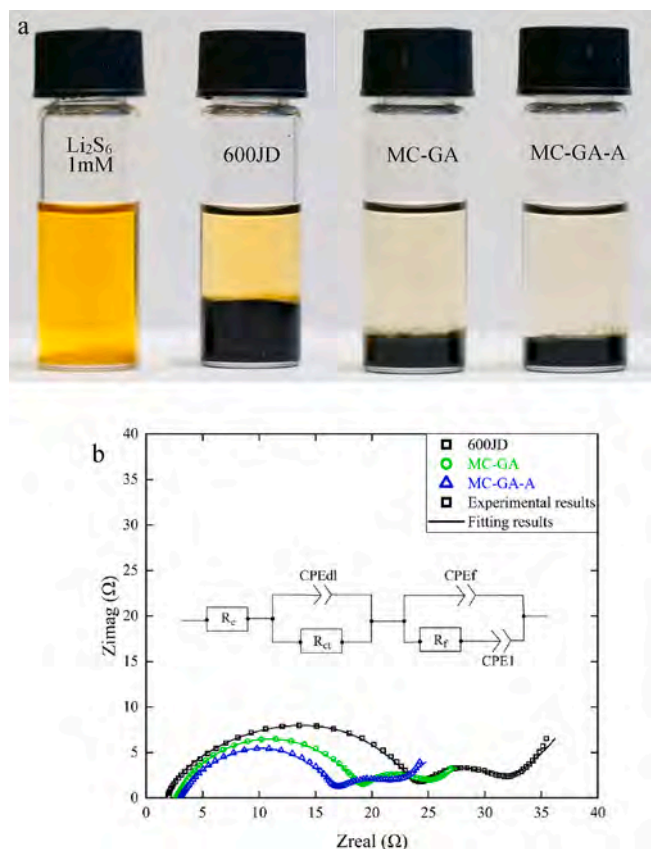 a
Li₂S₆
1mM
600JD
MC-GA
MC-GA-A
b
40
35
30
25
20
15
10
5
0
Zimag (Ω)
600JD
MC-GA
MC-GA-A
Experimental results
Fitting results
CPEdl
CPEf
Re
Rct
Rf
CPE1
0
5
10
15
20
25
30
35
40
Zreal (Ω)